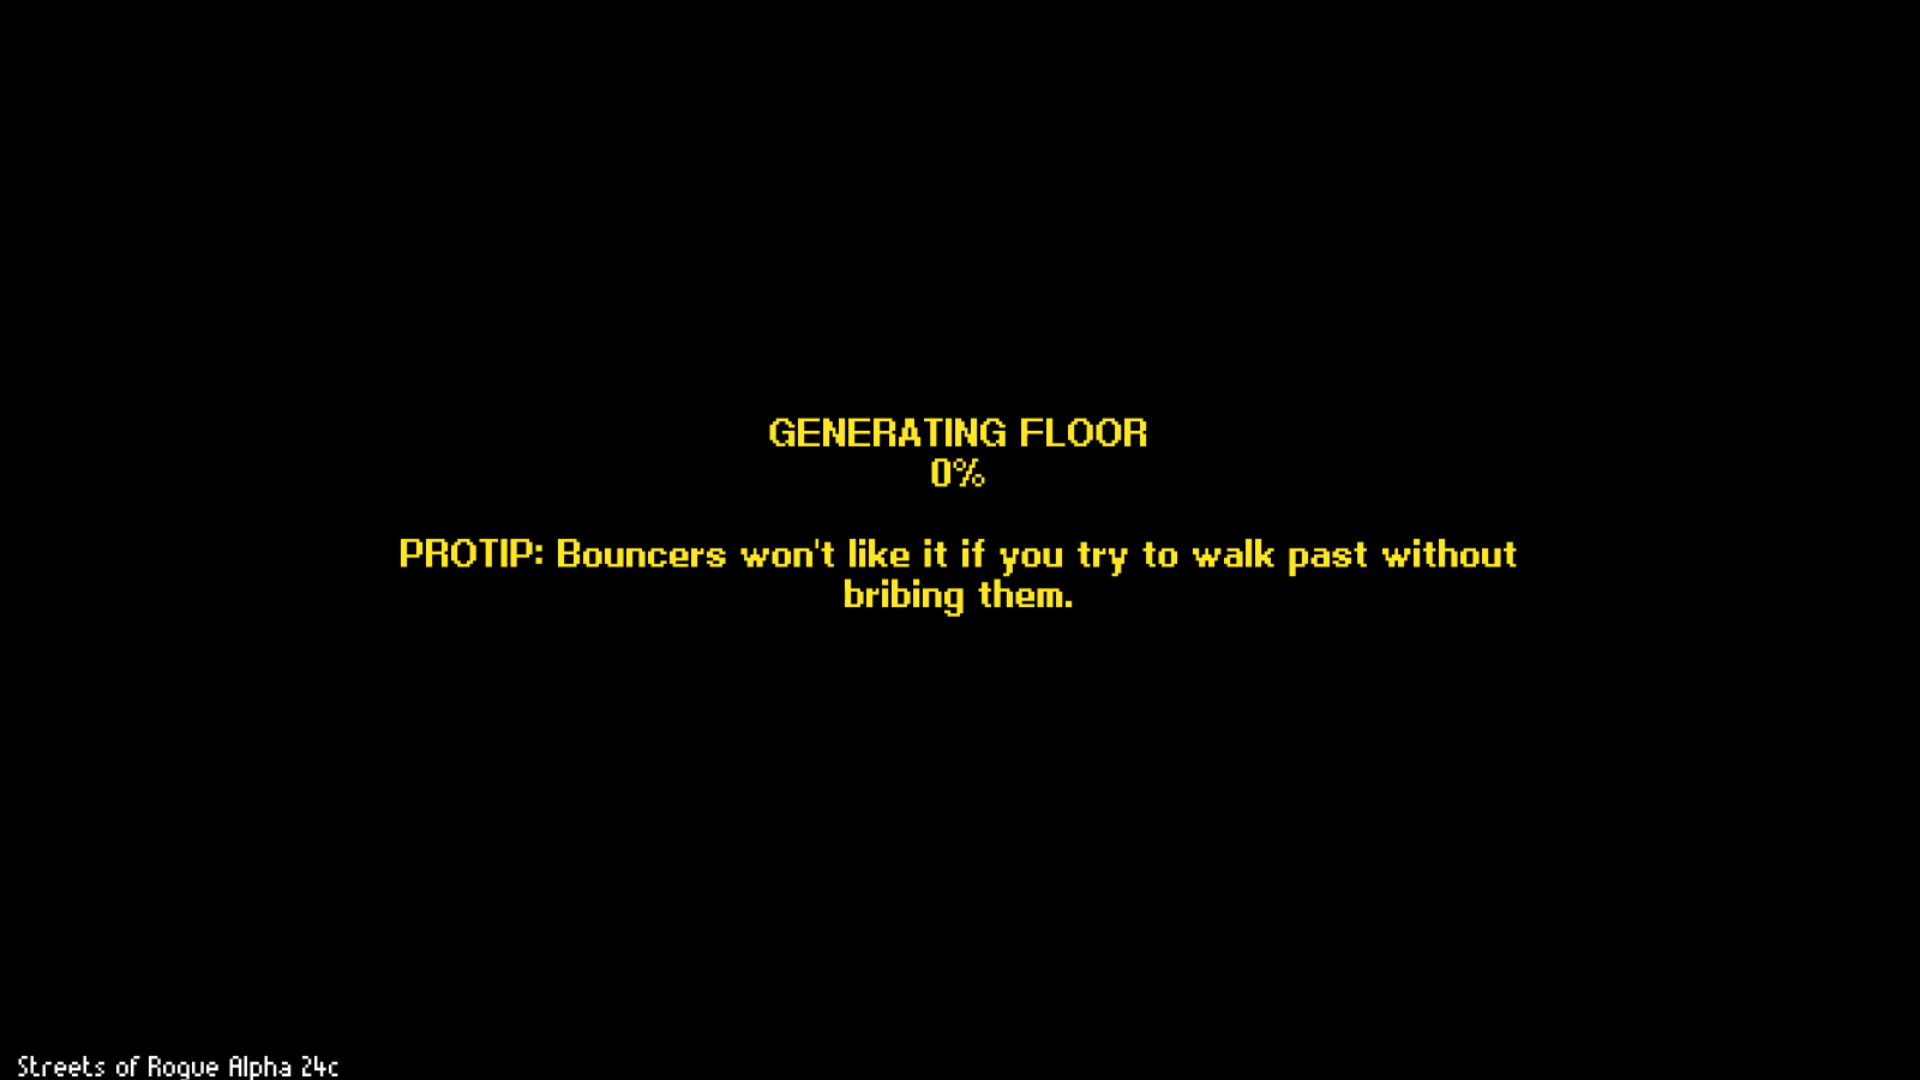 GENERATING FLOOR
0%
PROTIP: Bouncers won't like it if you try to walk past without
bribing them.
Streets of Rogue Alpha 24c